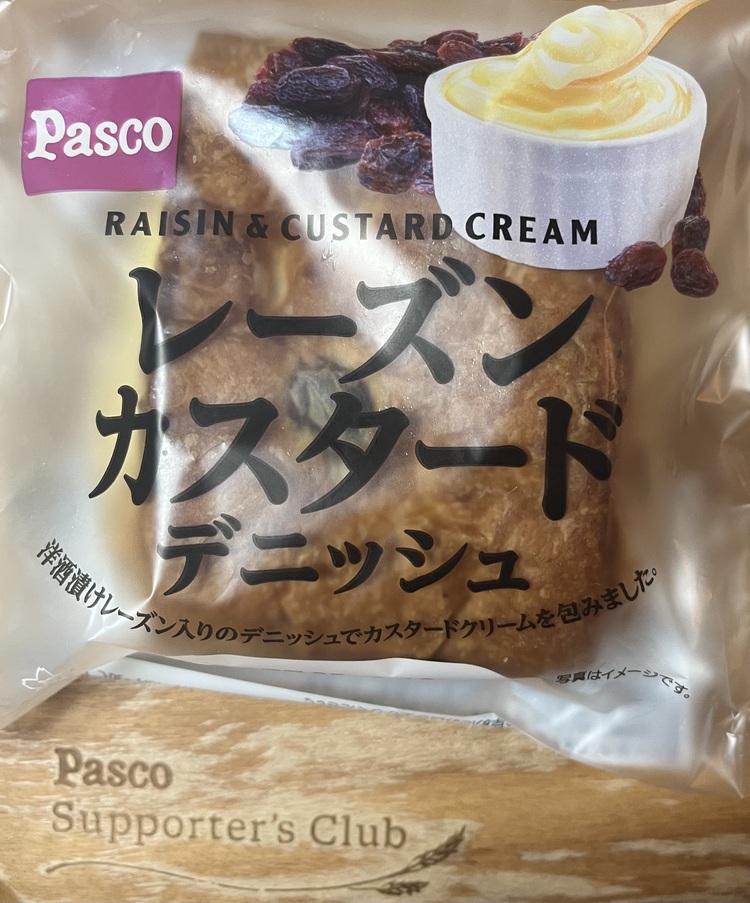 Pasco
RAISIN & CUSTARD CREAM
レーズン
カスタード
デニッシュ
洋酒漬けレーズン入りのデニッシュでカスタードクリームを包みました。
写真はイメージです。
Pasco
Supporter's Club